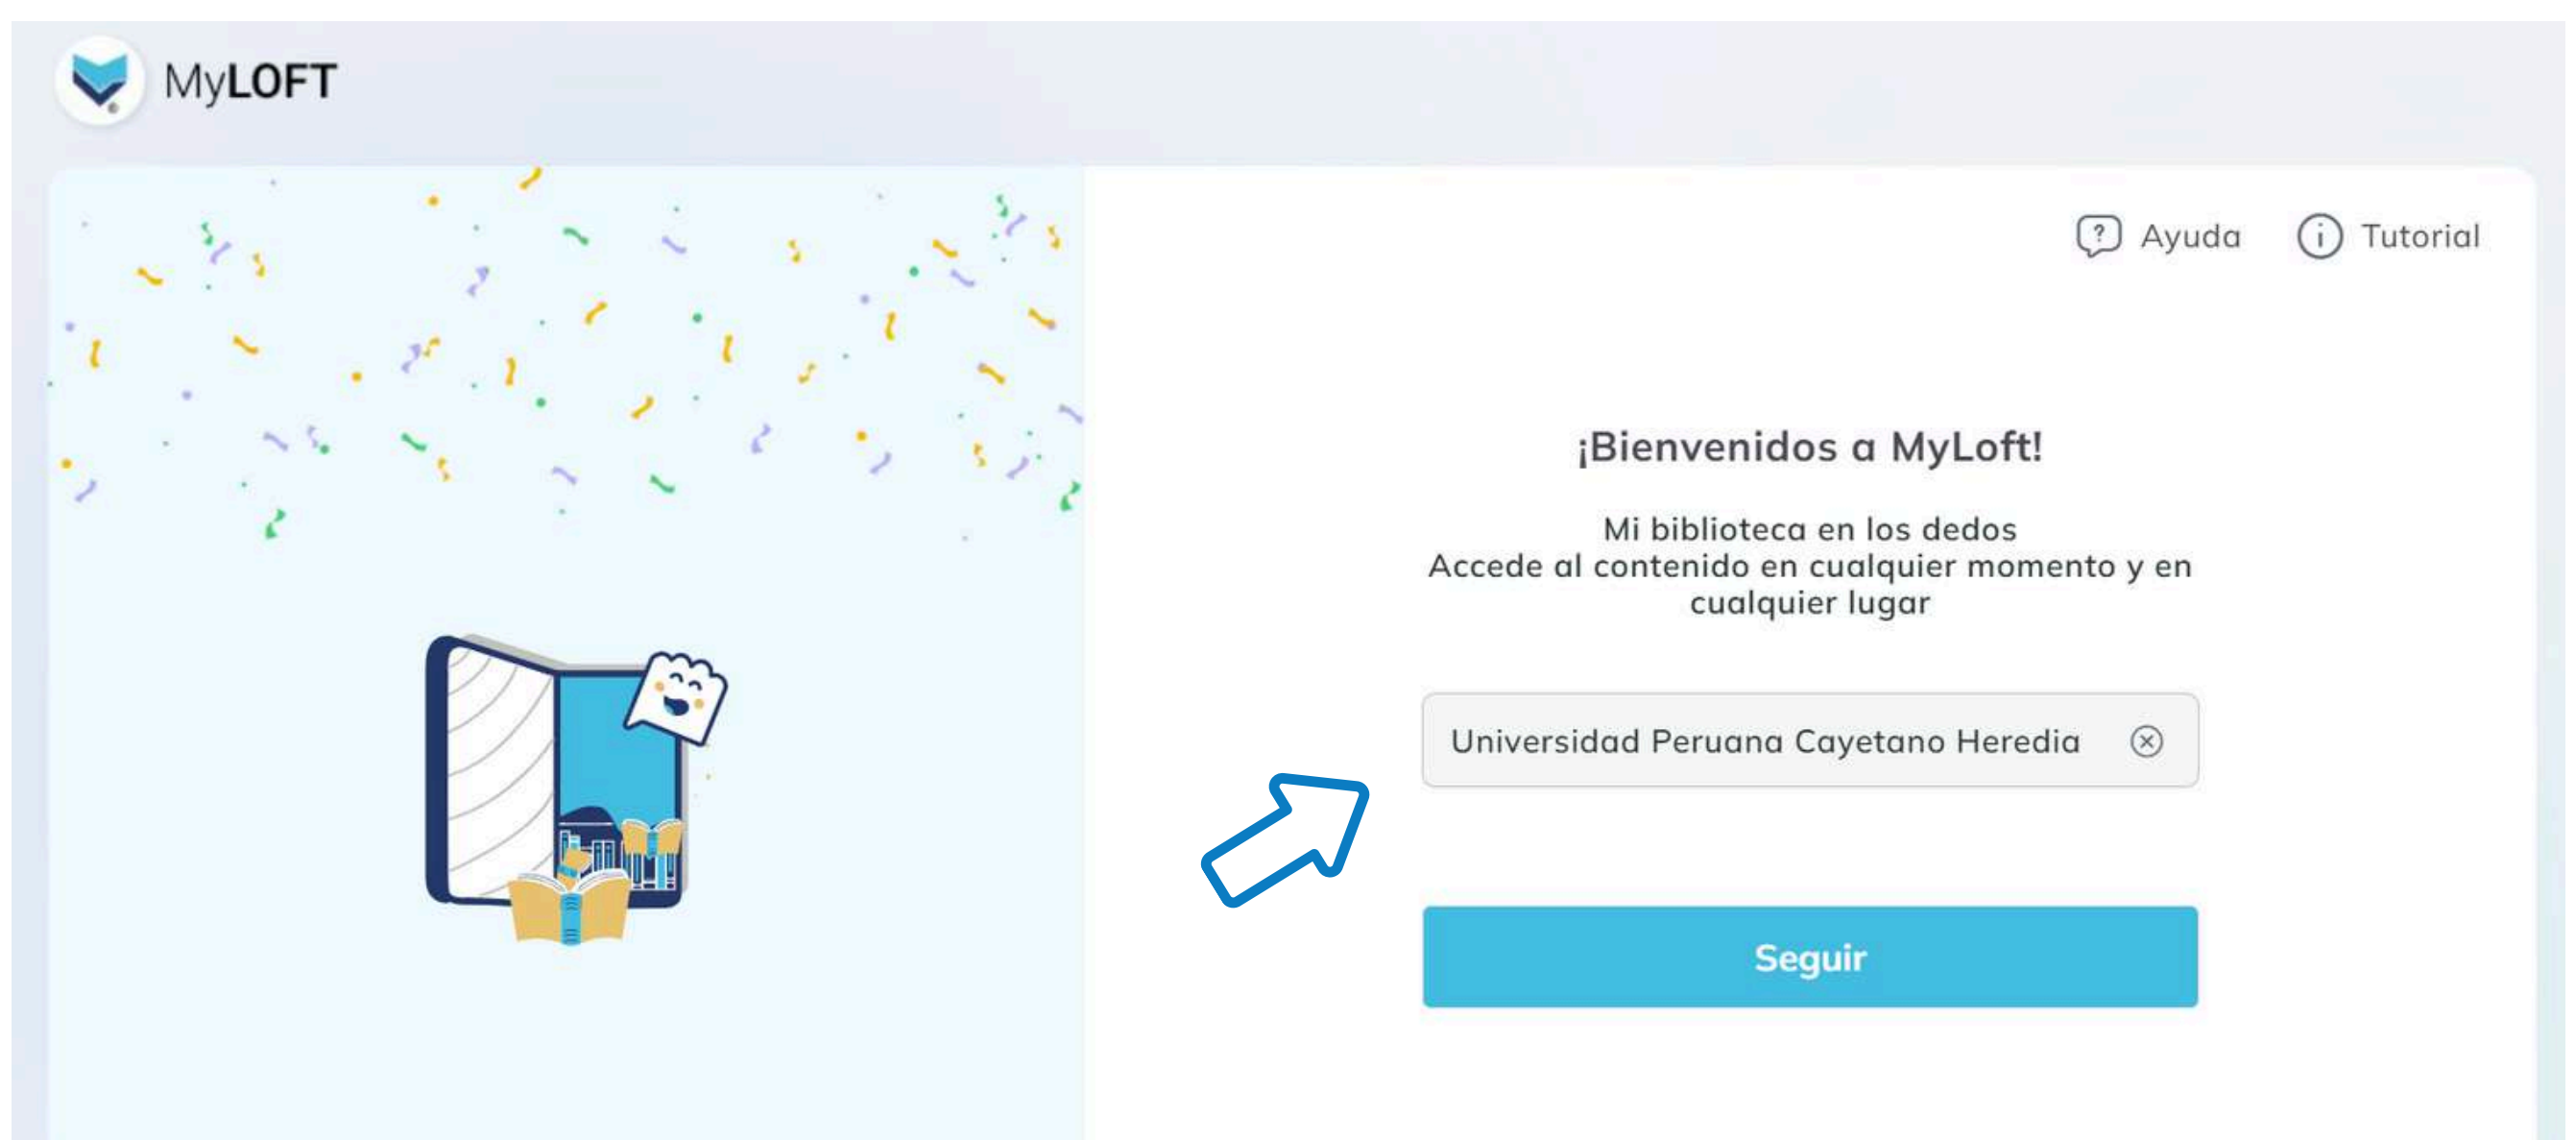 MyLOFT
Ayuda
Tutorial
¡Bienvenidos a MyLoft!
Mi biblioteca en los dedos
Accede al contenido en cualquier momento y en
cualquier lugar
Universidad Peruana Cayetano Heredia
Seguir